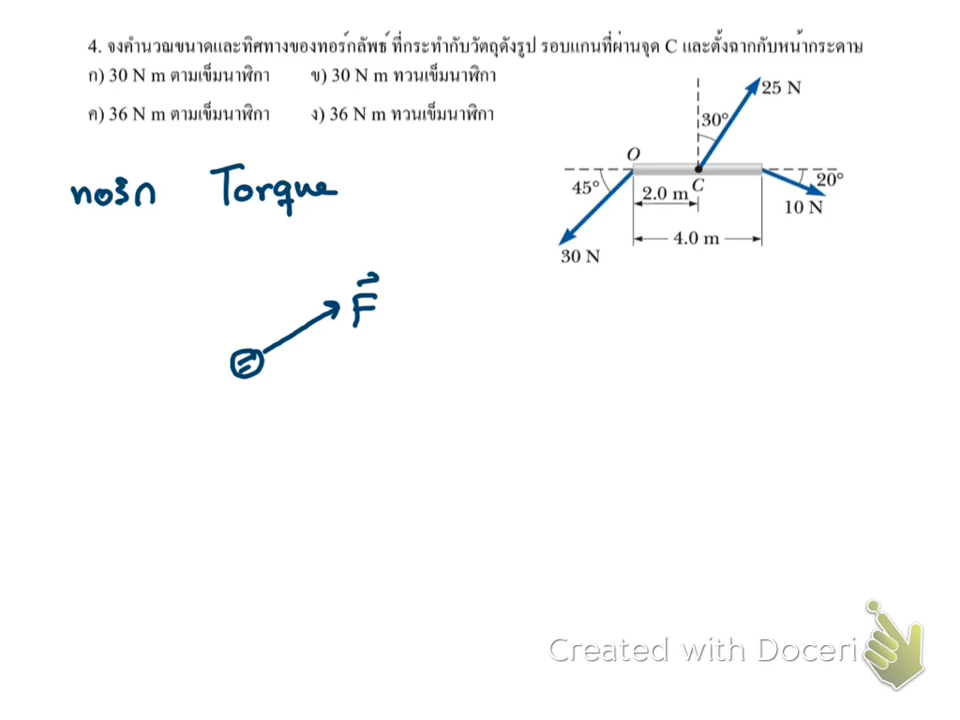 4. จงคำนวณขนาดและทิศทางของทอร์กลัพธ์ ที่กระทำกับวัตถุดังรูป รอบแกนที่ผ่านจุด C และตั้งฉากกับหน้ากระดาษ
ก) 30 N m ตามเข็มนาฬิกา ข) 30 N m ทวนเข็มนาฬิกา
ค) 36 N m ตามเข็มนาฬิกา ง) 36 N m ทวนเข็มนาฬิกา
25 N
30°
O
45°
C
20°
2.0 m
10 N
4.0 m
30 N
ทอร์ก Torque
F
Created with Doceri